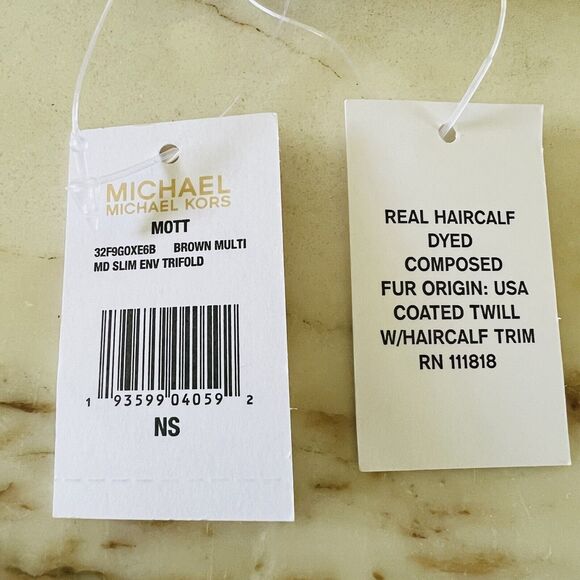 MICHAEL
MICHAEL KORS
MOTT
32F9GOXE6B BROWN MULTI
MD SLIM ENV TRIFOLD
1 93599 04059 2
NS
REAL HAIRCALF
DYED
COMPOSED
FUR ORIGIN: USA
COATED TWILL
W/HAIRCALF TRIM
RN 111818